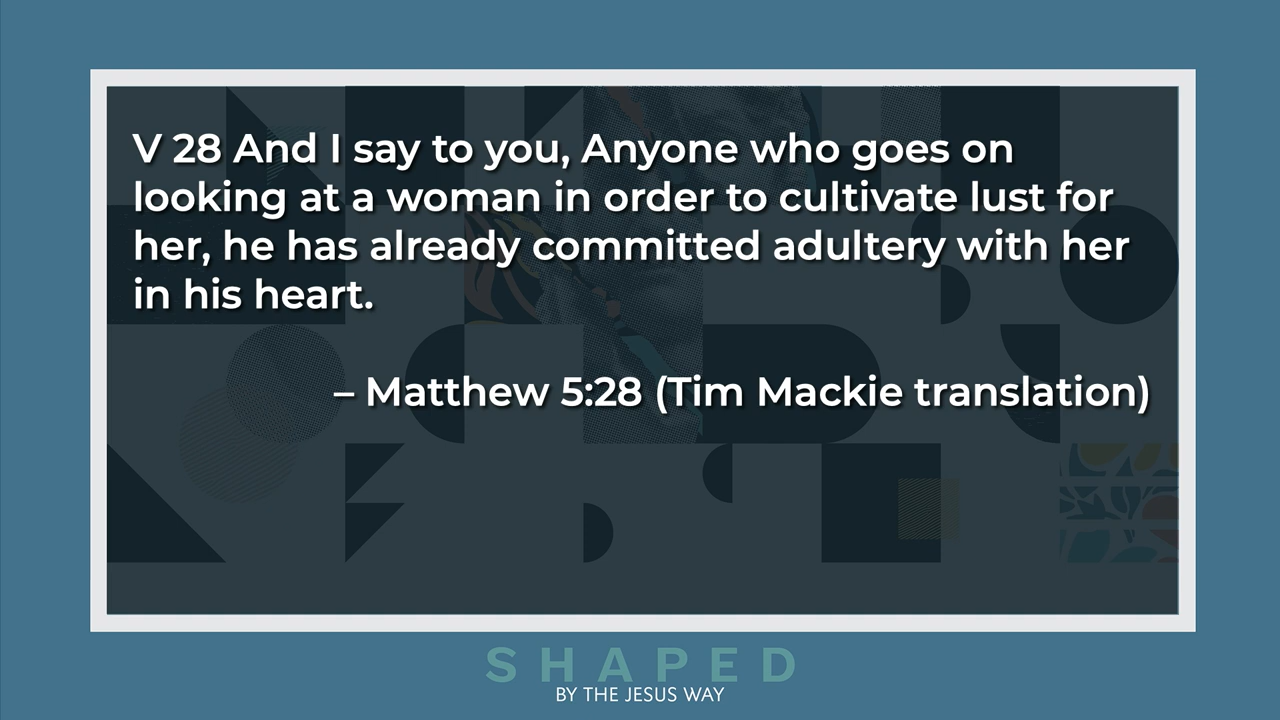 V 28 And I say to you, Anyone who goes on
looking at a woman in order to cultivate lust for
her, he has already committed adultery with her
in his heart.
– Matthew 5:28 (Tim Mackie translation)
SHAPED
BY THE JESUS WAY